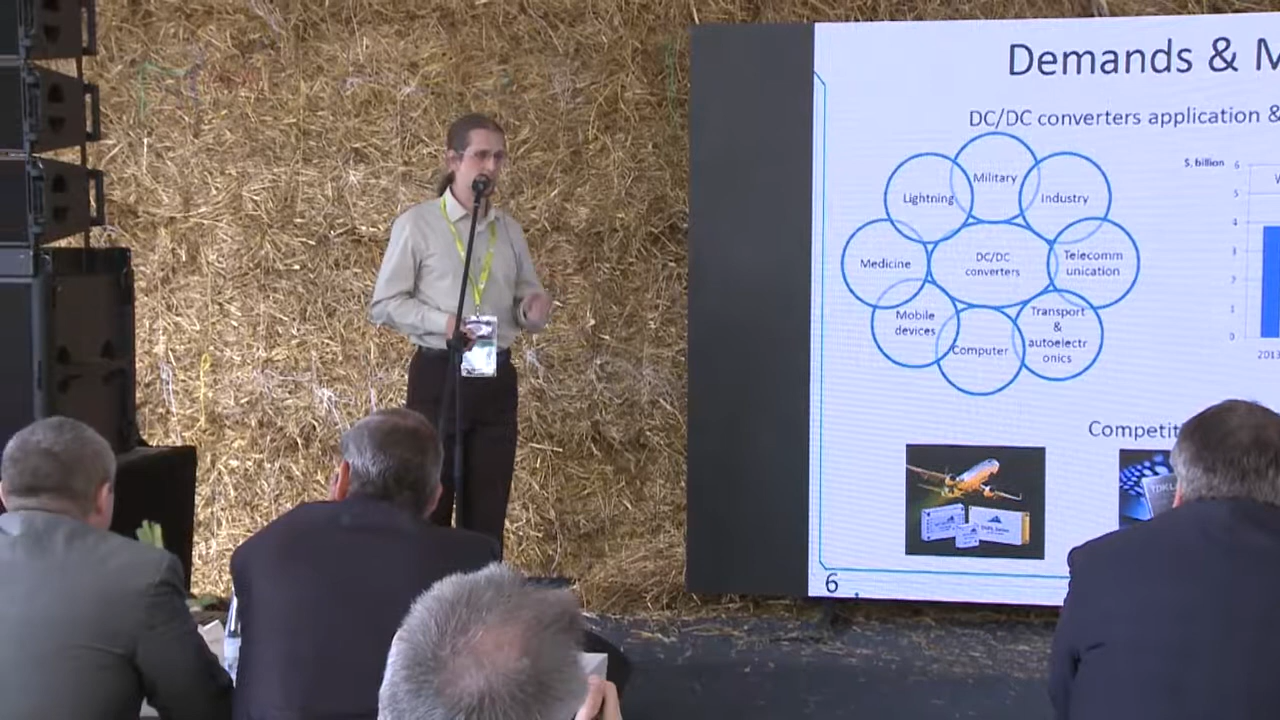 Demands & M
DC/DC converters application &
Military
Lightning
Industry
Medicine
DC/DC
converters
Telecomm
unication
Mobile
devices
Transport
&
autoelectr
onics
Computer
$, billion
6
5
4
3
2
1
0
2013
Competit
TDK
6